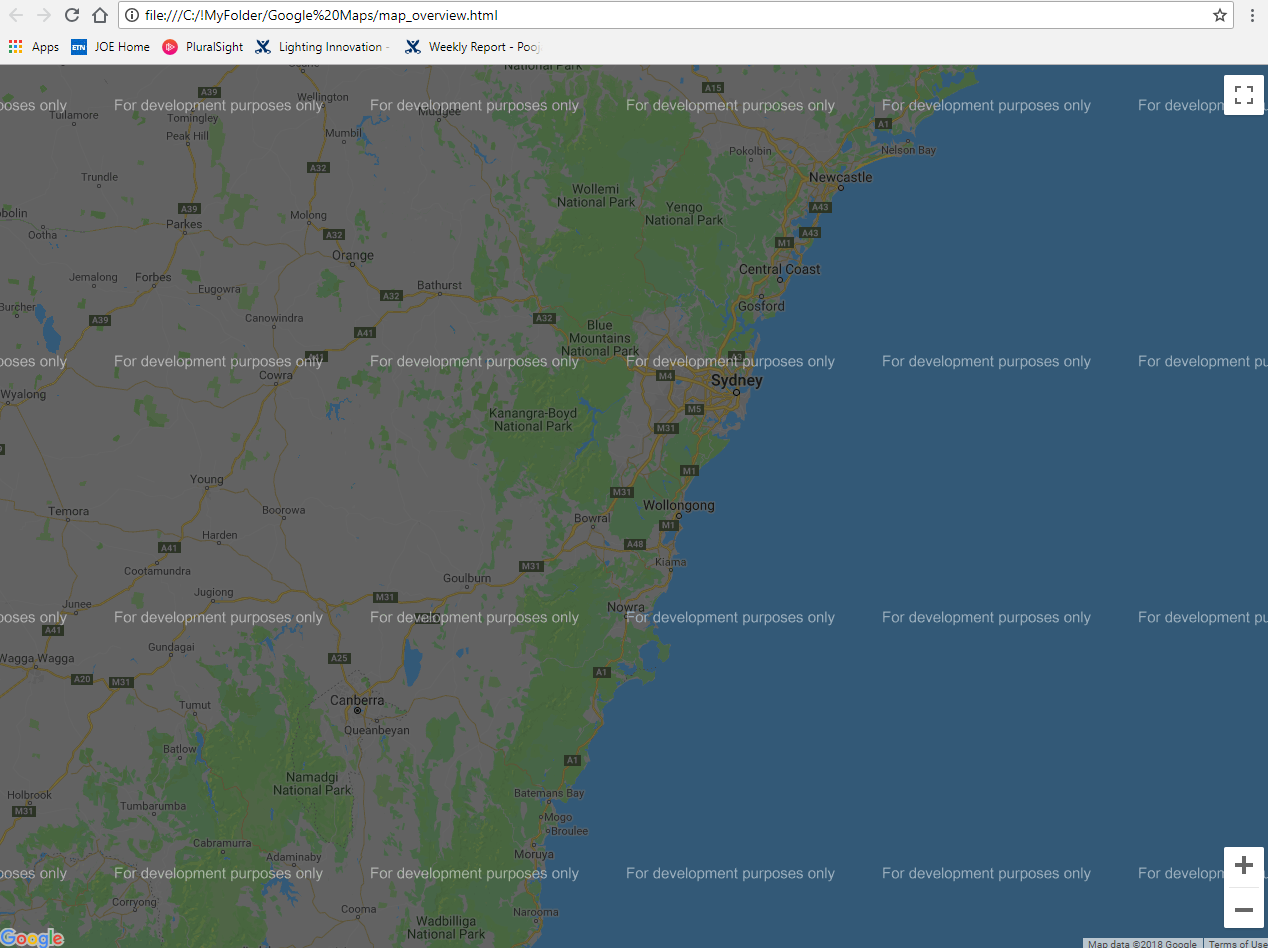 file:///C:/!MyFolder/Google%20Maps/map_overview.html
Apps JOE Home PluralSight Lighting Innovation - Weekly Report - Pooj
ETN
National Park
A39 Wellington A15
poses only For development purposes only For development purposes only For development purposes only For development purposes only For developm
Tullamore Tomingley Mudgee A1
Peak Hill Mumbil Pokolbin Nelson Bay
A32
Trundle Newcastle
Wollemi
National Park
Yengo
National Park
A39 A43
obolin Molong
Parkes
Ootha A32 A43
M1
Orange
Central Coast
Jemalong Forbes Eugowra Bathurst
A32
Gosford
Burcher
A39 Canowindra A32
A41
Blue
Mountains
National Park
A41 A3
poses only For development purposes only For development purposes only For development purposes only For development purposes only For development pu
Cowra M4 Sydney
Wyalong
Kanangra-Boyd
National Park
M5
M31
M1
Young
M31
Temora Boorowa Wollongong
Bowral M1
Harden
A41 A48
Kiama
Cootamundra M31
Goulburn
Jugiong
M31
Junee Nowra
poses only For development purposes only For development purposes only For development purposes only For development purposes only For development pu
A41
Gundagai
Wagga Wagga A25
A1
A20 M31
Canberra
Tumut
Queanbeyan
Batlow
A1
Namadgi
National Park
Holbrook Batemans Bay
M31 Tumbarumba
Mogo
Broulee
Cabramurra
Adaminaby Moruya
poses only For development purposes only For development purposes only For development purposes only For development purposes only For developm
Corryong
Cooma Narooma
Wadbilliga
National Park
Google
Map data ©2018 Google Terms of Use